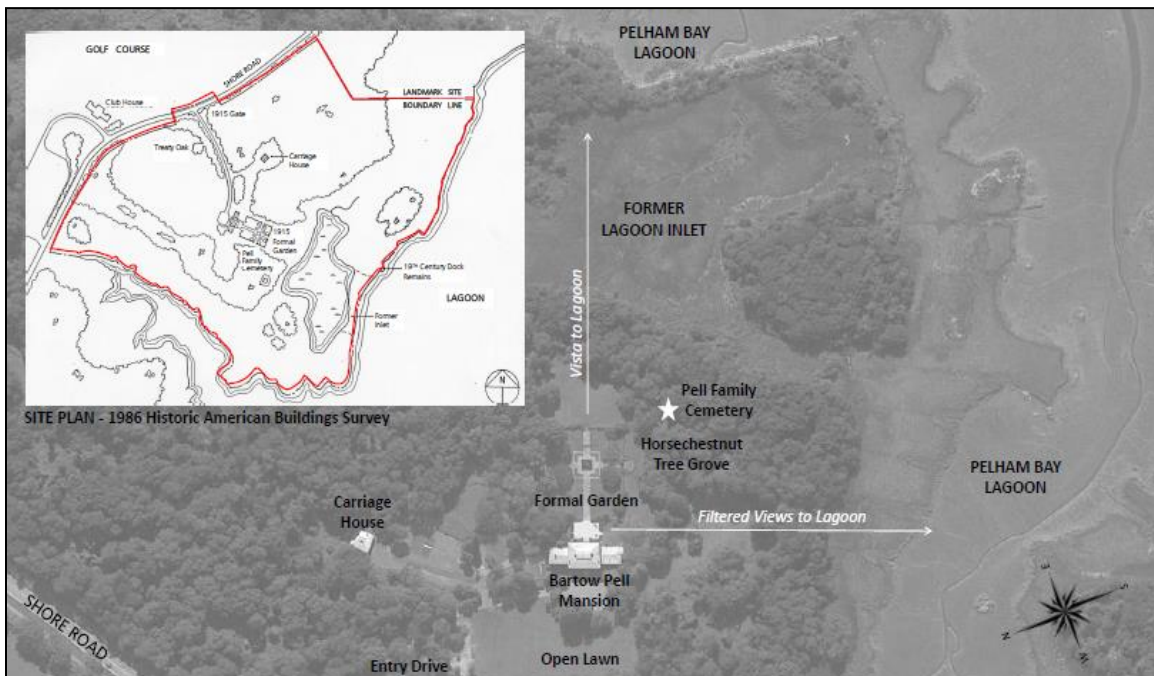 GOLF COURSE
SHORE ROAD
LANDMARK SITE
BOUNDARY LINE
Club House
1915 Gate
Treaty Oak
Carriage
House
1915
Formal
Garden
Pell
Family
Cemetery
19TH Century Dock
Remains
LAGOON
Former
Inlet
N
SITE PLAN - 1986 Historic American Buildings Survey
PELHAM BAY
LAGOON
FORMER
LAGOON INLET
Vista to Lagoon
Pell Family
Cemetery
Horsechestnut
Tree Grove
PELHAM BAY
LAGOON
Formal Garden
Filtered Views to Lagoon
Carriage
House
Bartow Pell
Mansion
SHORE ROAD
Entry Drive
Open Lawn
E
S
N
W